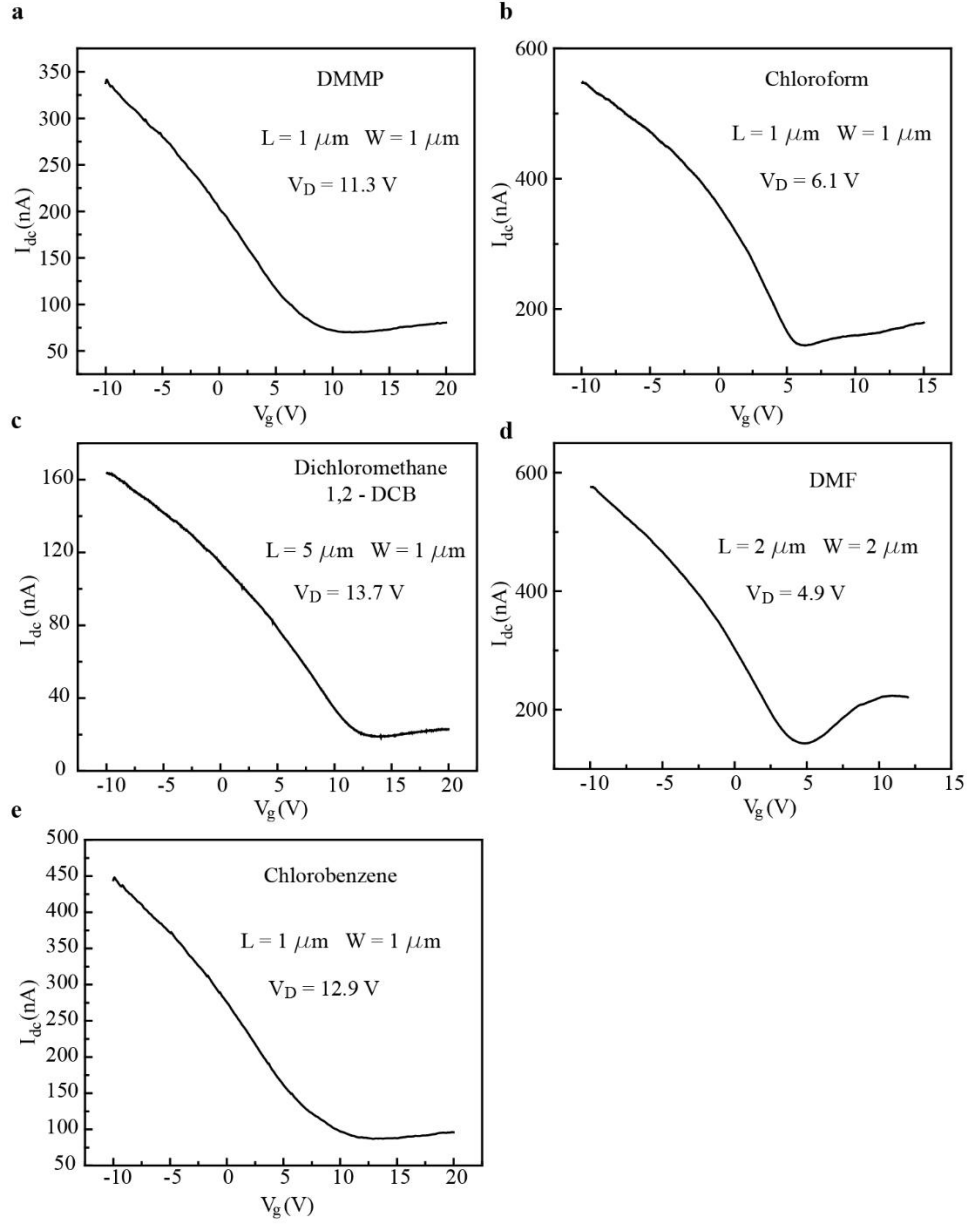 a
DMMP
L = 1 μm W = 1 μm
V_D = 11.3 V
I_dc(nA)
350
300
250
200
150
100
50
-10 -5 0 5 10 15 20
V_g(V)
b
Chloroform
L = 1 μm W = 1 μm
V_D = 6.1 V
I_dc(nA)
600
400
200
-10 -5 0 5 10 15
V_g(V)
c
Dichloromethane
1,2 - DCB
L = 5 μm W = 1 μm
V_D = 13.7 V
I_dc (nA)
160
120
80
40
0
-10 -5 0 5 10 15 20
V_g(V)
d
DMF
L = 2 μm W = 2 μm
V_D = 4.9 V
I_dc(nA)
600
400
200
-10 -5 0 5 10 15
V_g(V)
e
Chlorobenzene
L = 1 μm W = 1 μm
V_D = 12.9 V
I_dc(nA)
500
450
400
350
300
250
200
150
100
50
-10 -5 0 5 10 15 20
V_g(V)